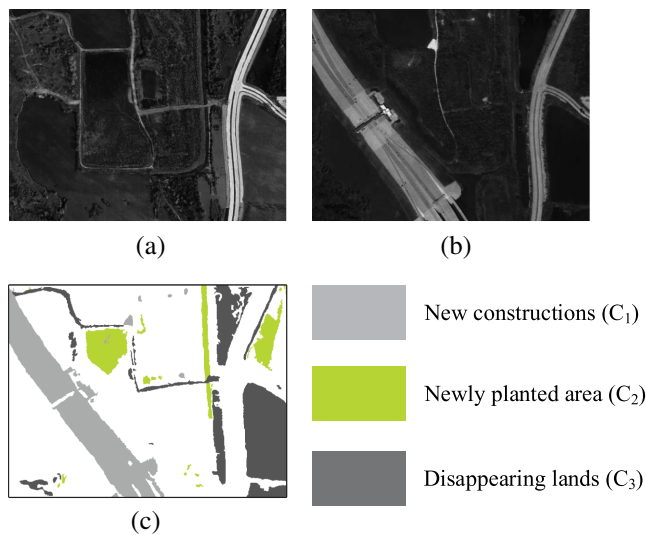 (a)
(b)
New constructions (C₁)
Newly planted area (C₂)
Disappearing lands (C₃)
(c)